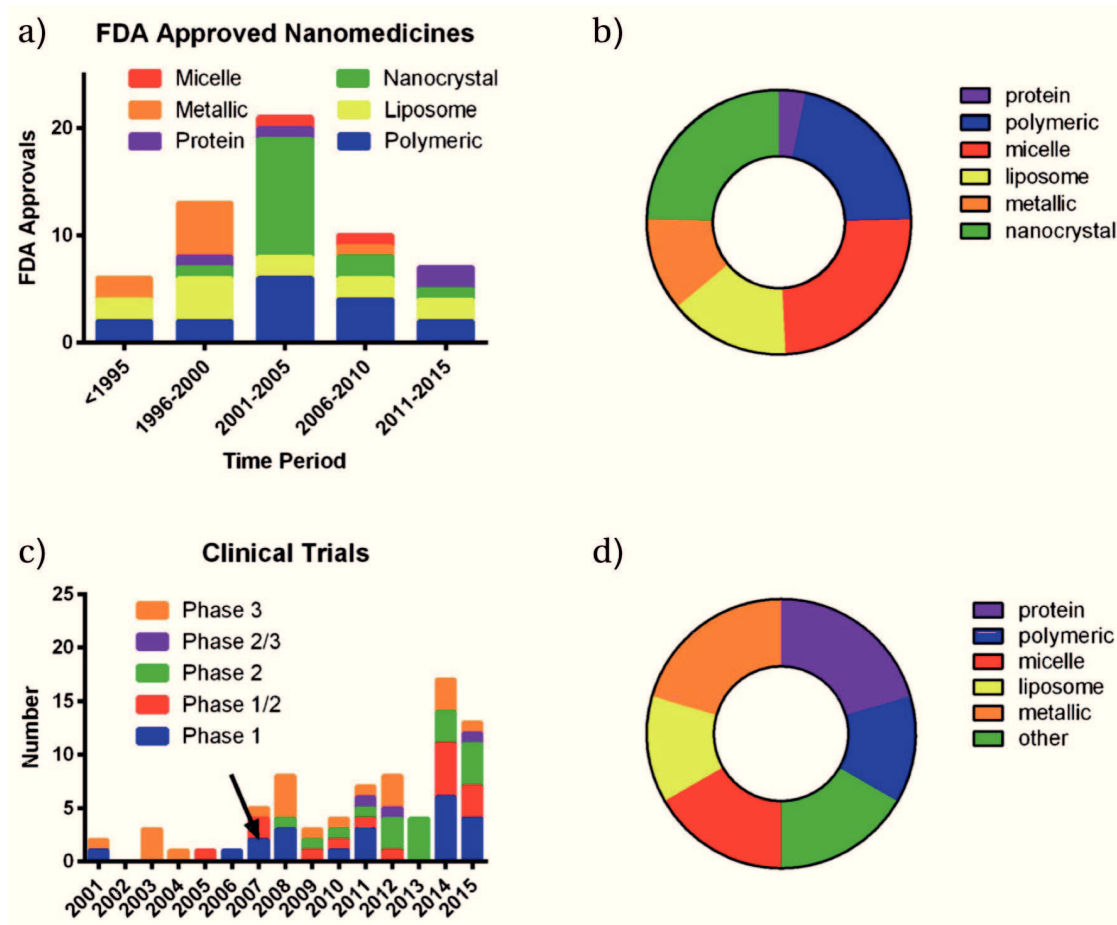 a)
FDA Approved Nanomedicines
Micelle
Metallic
Protein
Nanocrystal
Liposome
Polymeric
FDA Approvals
20
10
0
<1995
1996-2000
2001-2005
2006-2010
2011-2015
Time Period
b)
protein
polymeric
micelle
liposome
metallic
nanocrystal
c)
Clinical Trials
Phase 3
Phase 2/3
Phase 2
Phase 1/2
Phase 1
Number
25
20
15
10
5
0
2001
2002
2003
2004
2005
2006
2007
2008
2009
2010
2011
2012
2013
2014
2015
d)
protein
polymeric
micelle
liposome
metallic
other